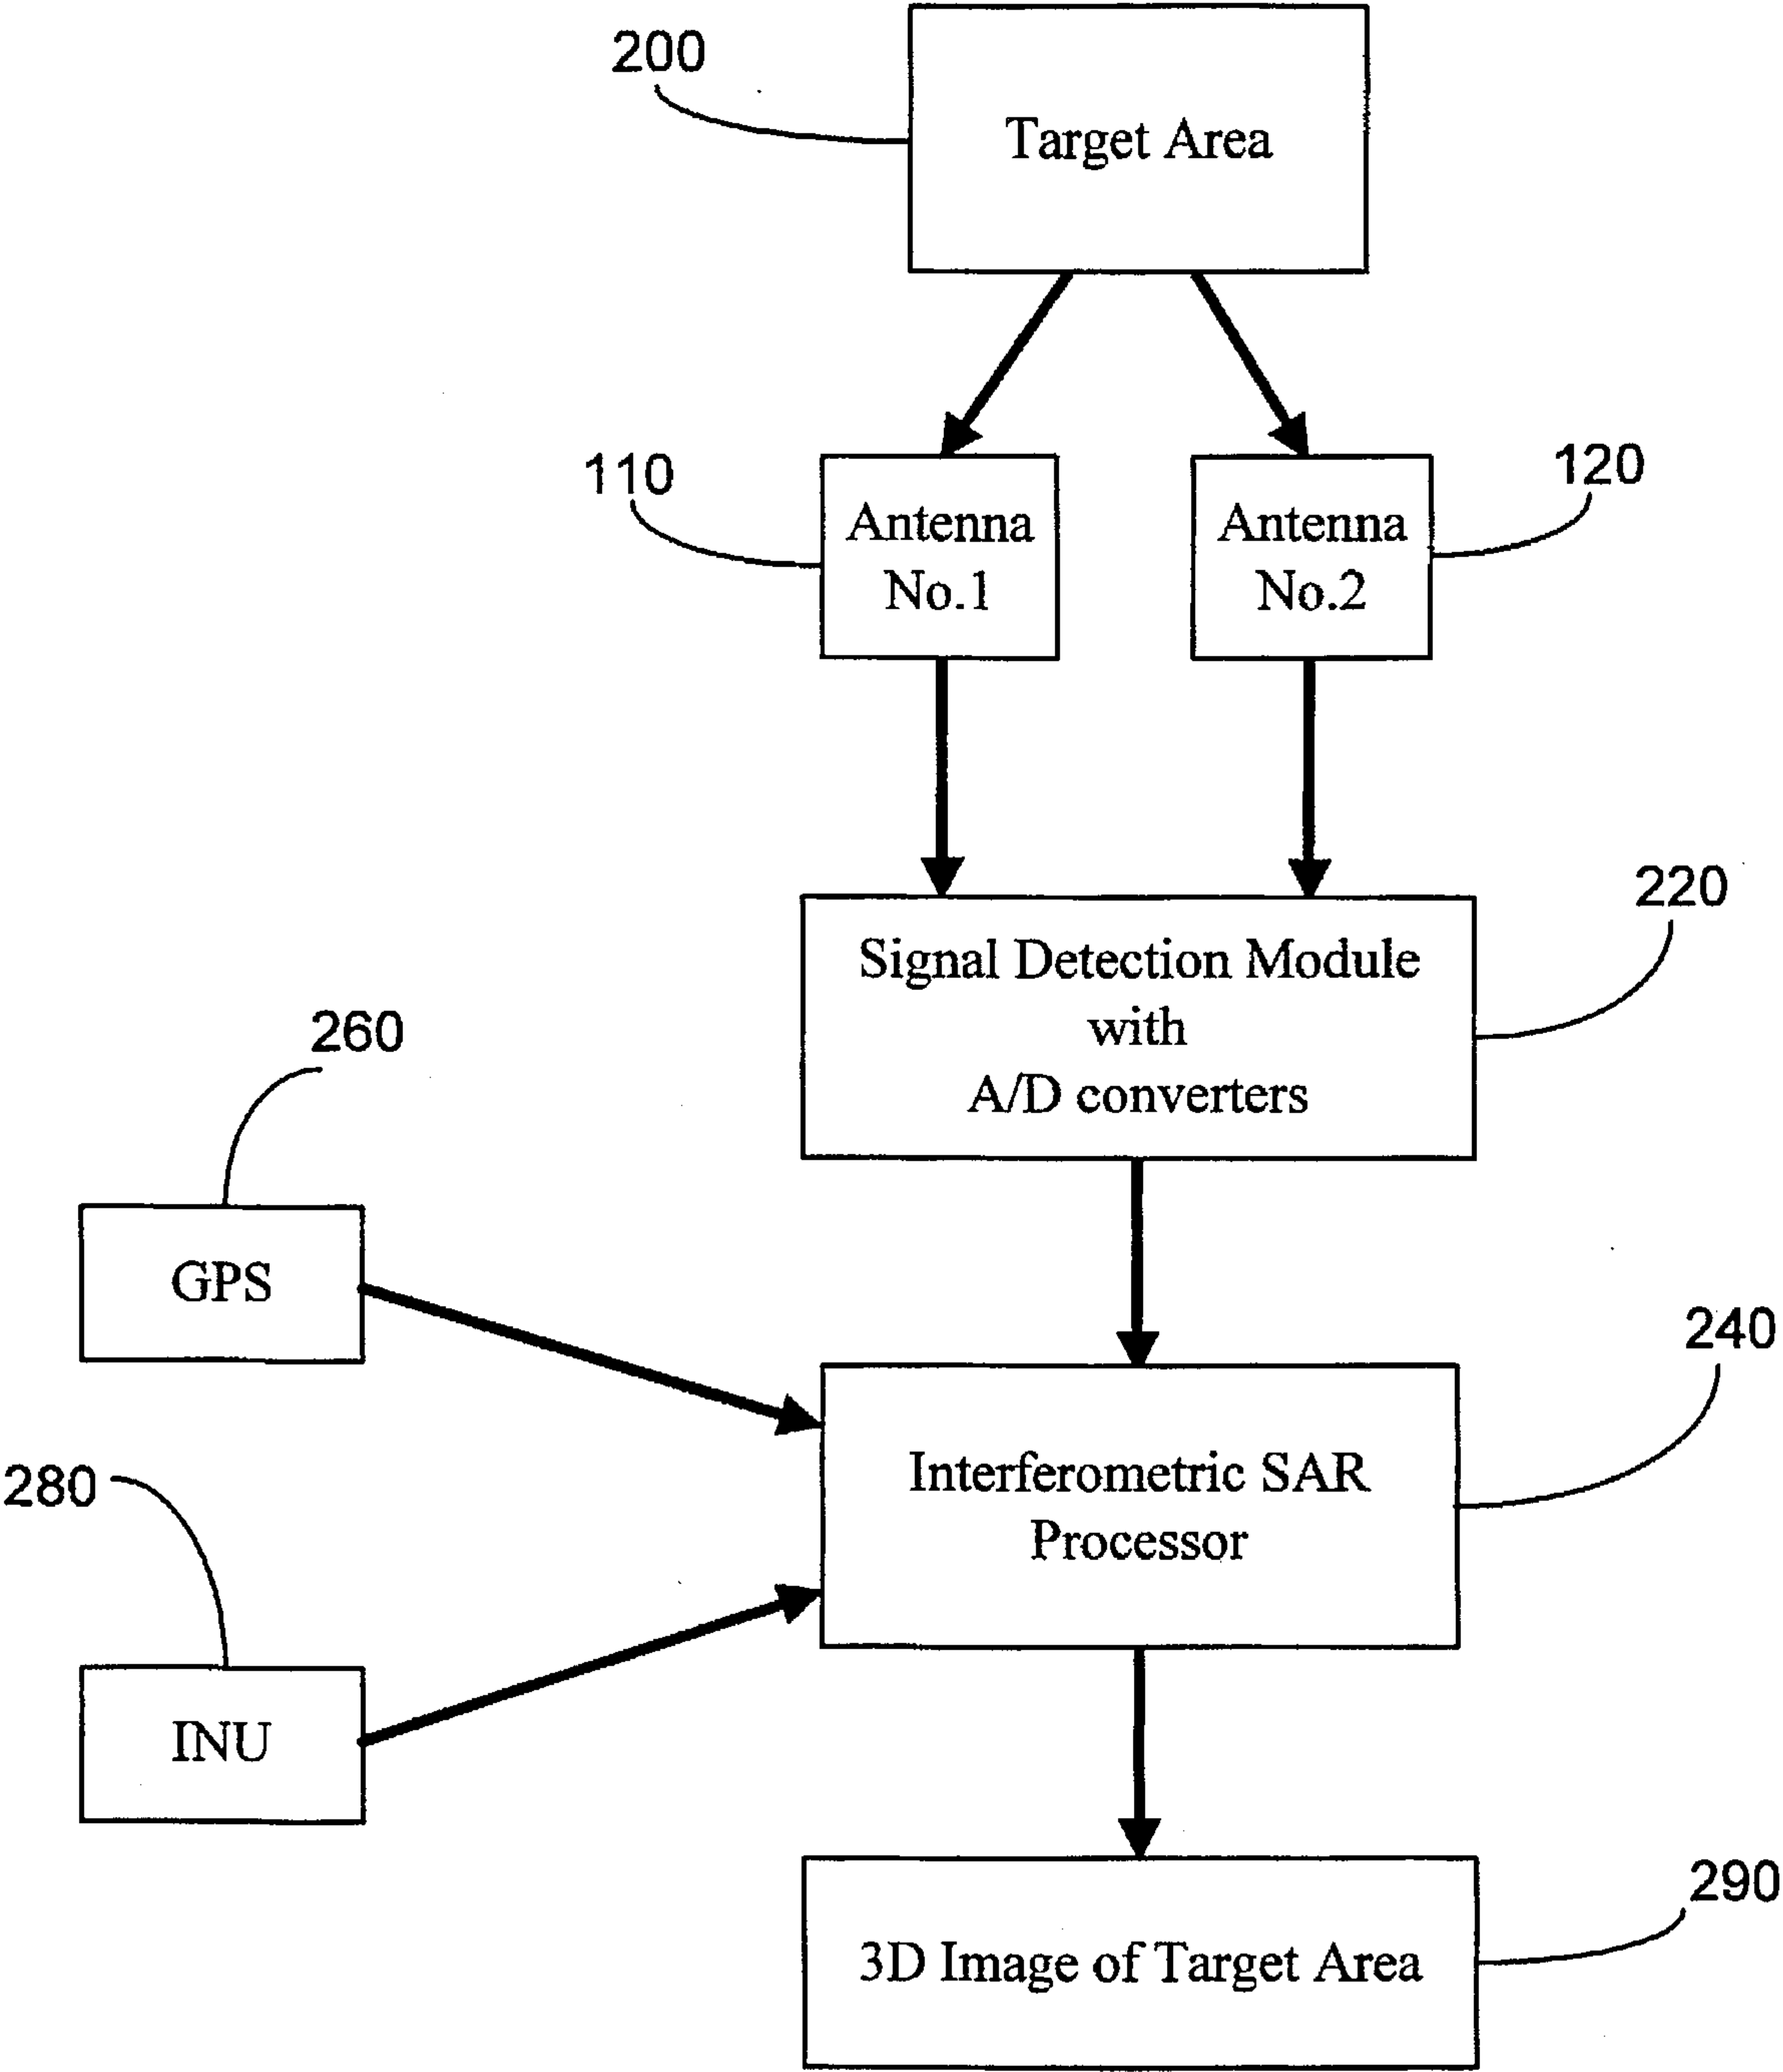 200
Target Area
110
Antenna
No.1
Antenna
No.2
120
Signal Detection Module
with
A/D converters
220
260
GPS
240
Interferometric SAR
Processor
280
INU
290
3D Image of Target Area